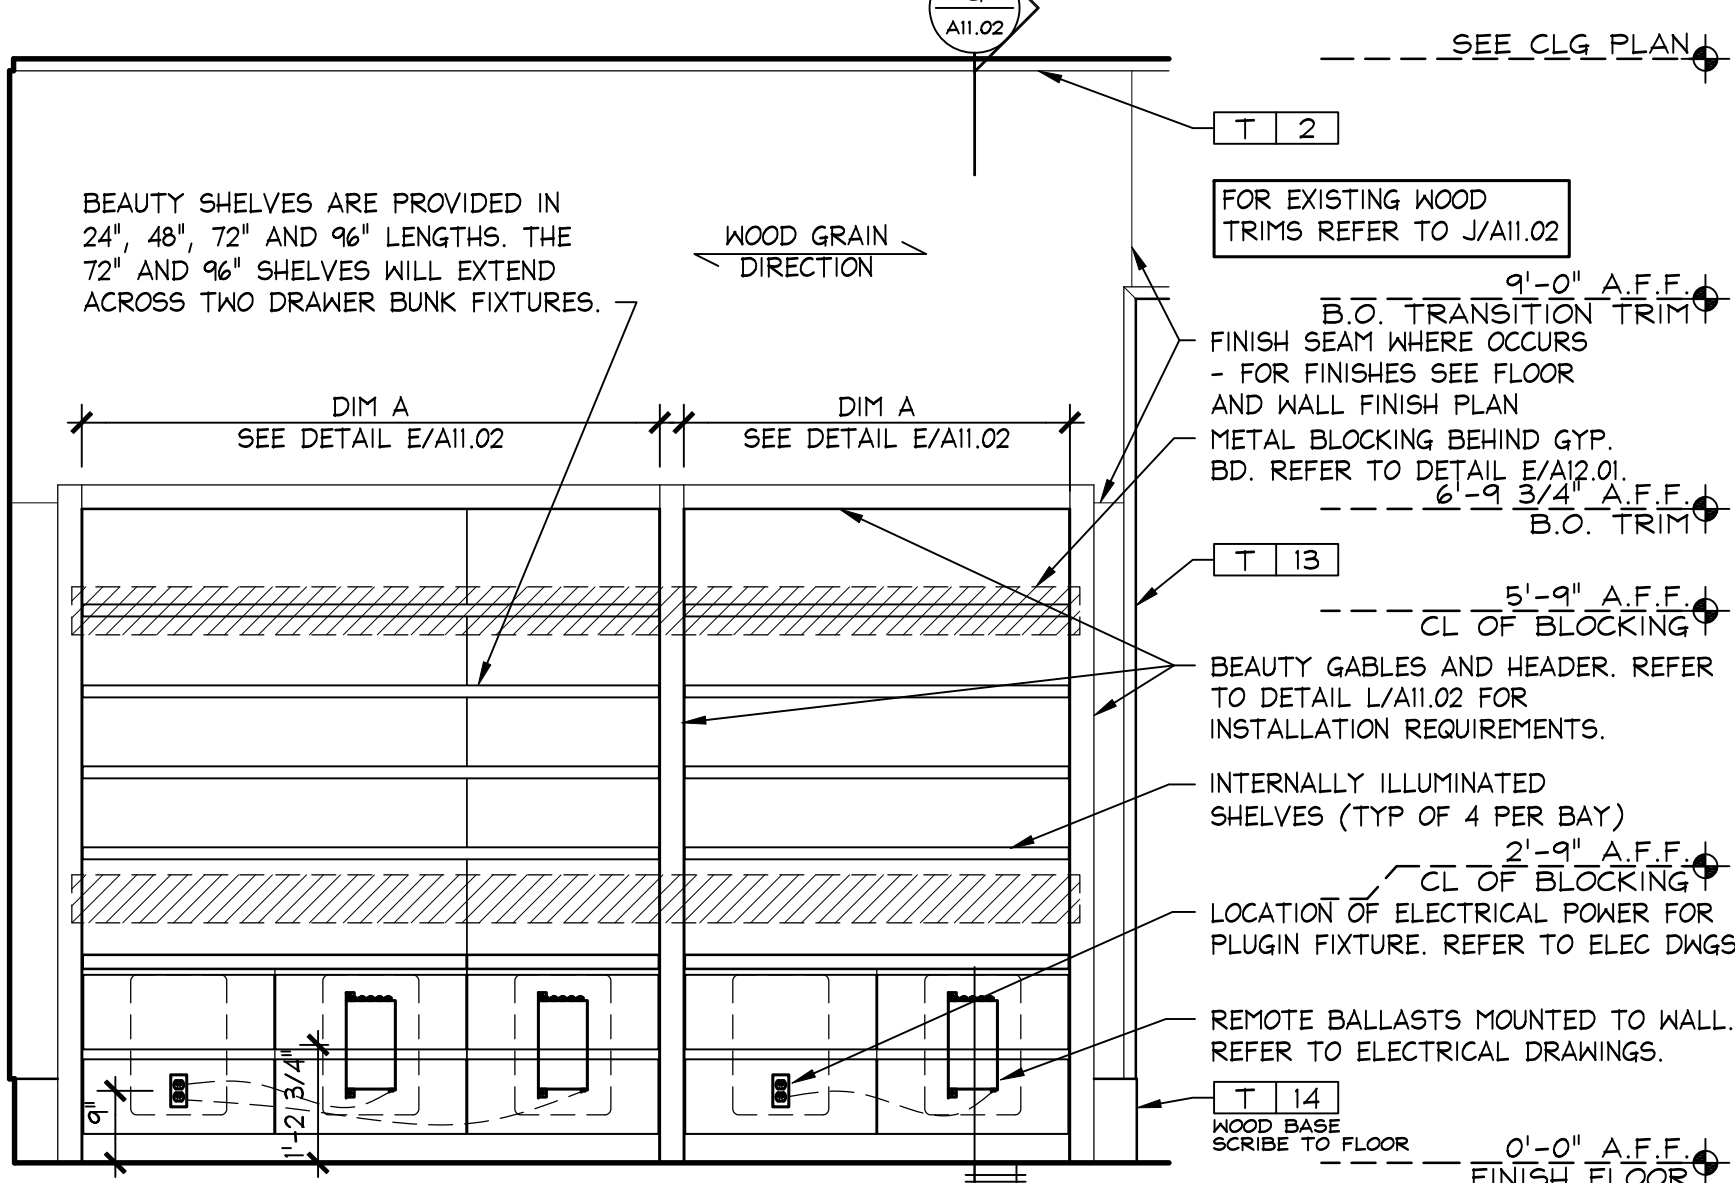 A11.02
SEE CLG PLAN
T 2
BEAUTY SHELVES ARE PROVIDED IN
24", 48", 72" AND 96" LENGTHS. THE
72" AND 96" SHELVES WILL EXTEND
ACROSS TWO DRAWER BUNK FIXTURES.
WOOD GRAIN
DIRECTION
FOR EXISTING WOOD
TRIMS REFER TO J/A11.02
9'-0" A.F.F.
B.O. TRANSITION TRIM
FINISH SEAM WHERE OCCURS
- FOR FINISHES SEE FLOOR
AND WALL FINISH PLAN
DIM A
SEE DETAIL E/A11.02
DIM A
SEE DETAIL E/A11.02
METAL BLOCKING BEHIND GYP.
BD. REFER TO DETAIL E/A12.01.
6'-9 3/4" A.F.F.
B.O. TRIM
T 13
5'-9" A.F.F.
CL OF BLOCKING
BEAUTY GABLES AND HEADER. REFER
TO DETAIL L/A11.02 FOR
INSTALLATION REQUIREMENTS.
INTERNALLY ILLUMINATED
SHELVES (TYP OF 4 PER BAY)
2'-9" A.F.F.
CL OF BLOCKING
LOCATION OF ELECTRICAL POWER FOR
PLUGIN FIXTURE. REFER TO ELEC DWGS
REMOTE BALLASTS MOUNTED TO WALL.
REFER TO ELECTRICAL DRAWINGS.
9"
1'-2 3/4"
T 14
WOOD BASE
SCRIBE TO FLOOR
0'-0" A.F.F.
FINISH FLOOR